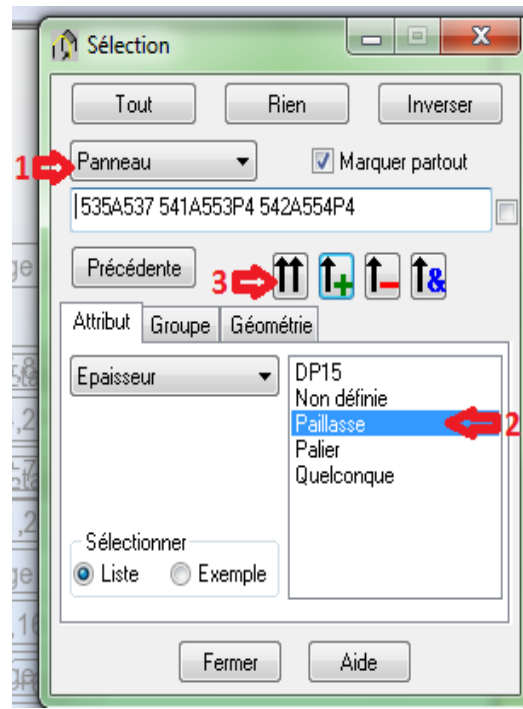 Sélection
Tout Rien Inverser
1 Panneau Marquer partout
535A537 541A553P4 542A554P4
Précédente 3 + - &
Attribut Groupe Géométrie
Epaisseur
DP15
Non définie
Paillasse 2
Palier
Quelconque
Sélectionner
Liste Exemple
Fermer Aide